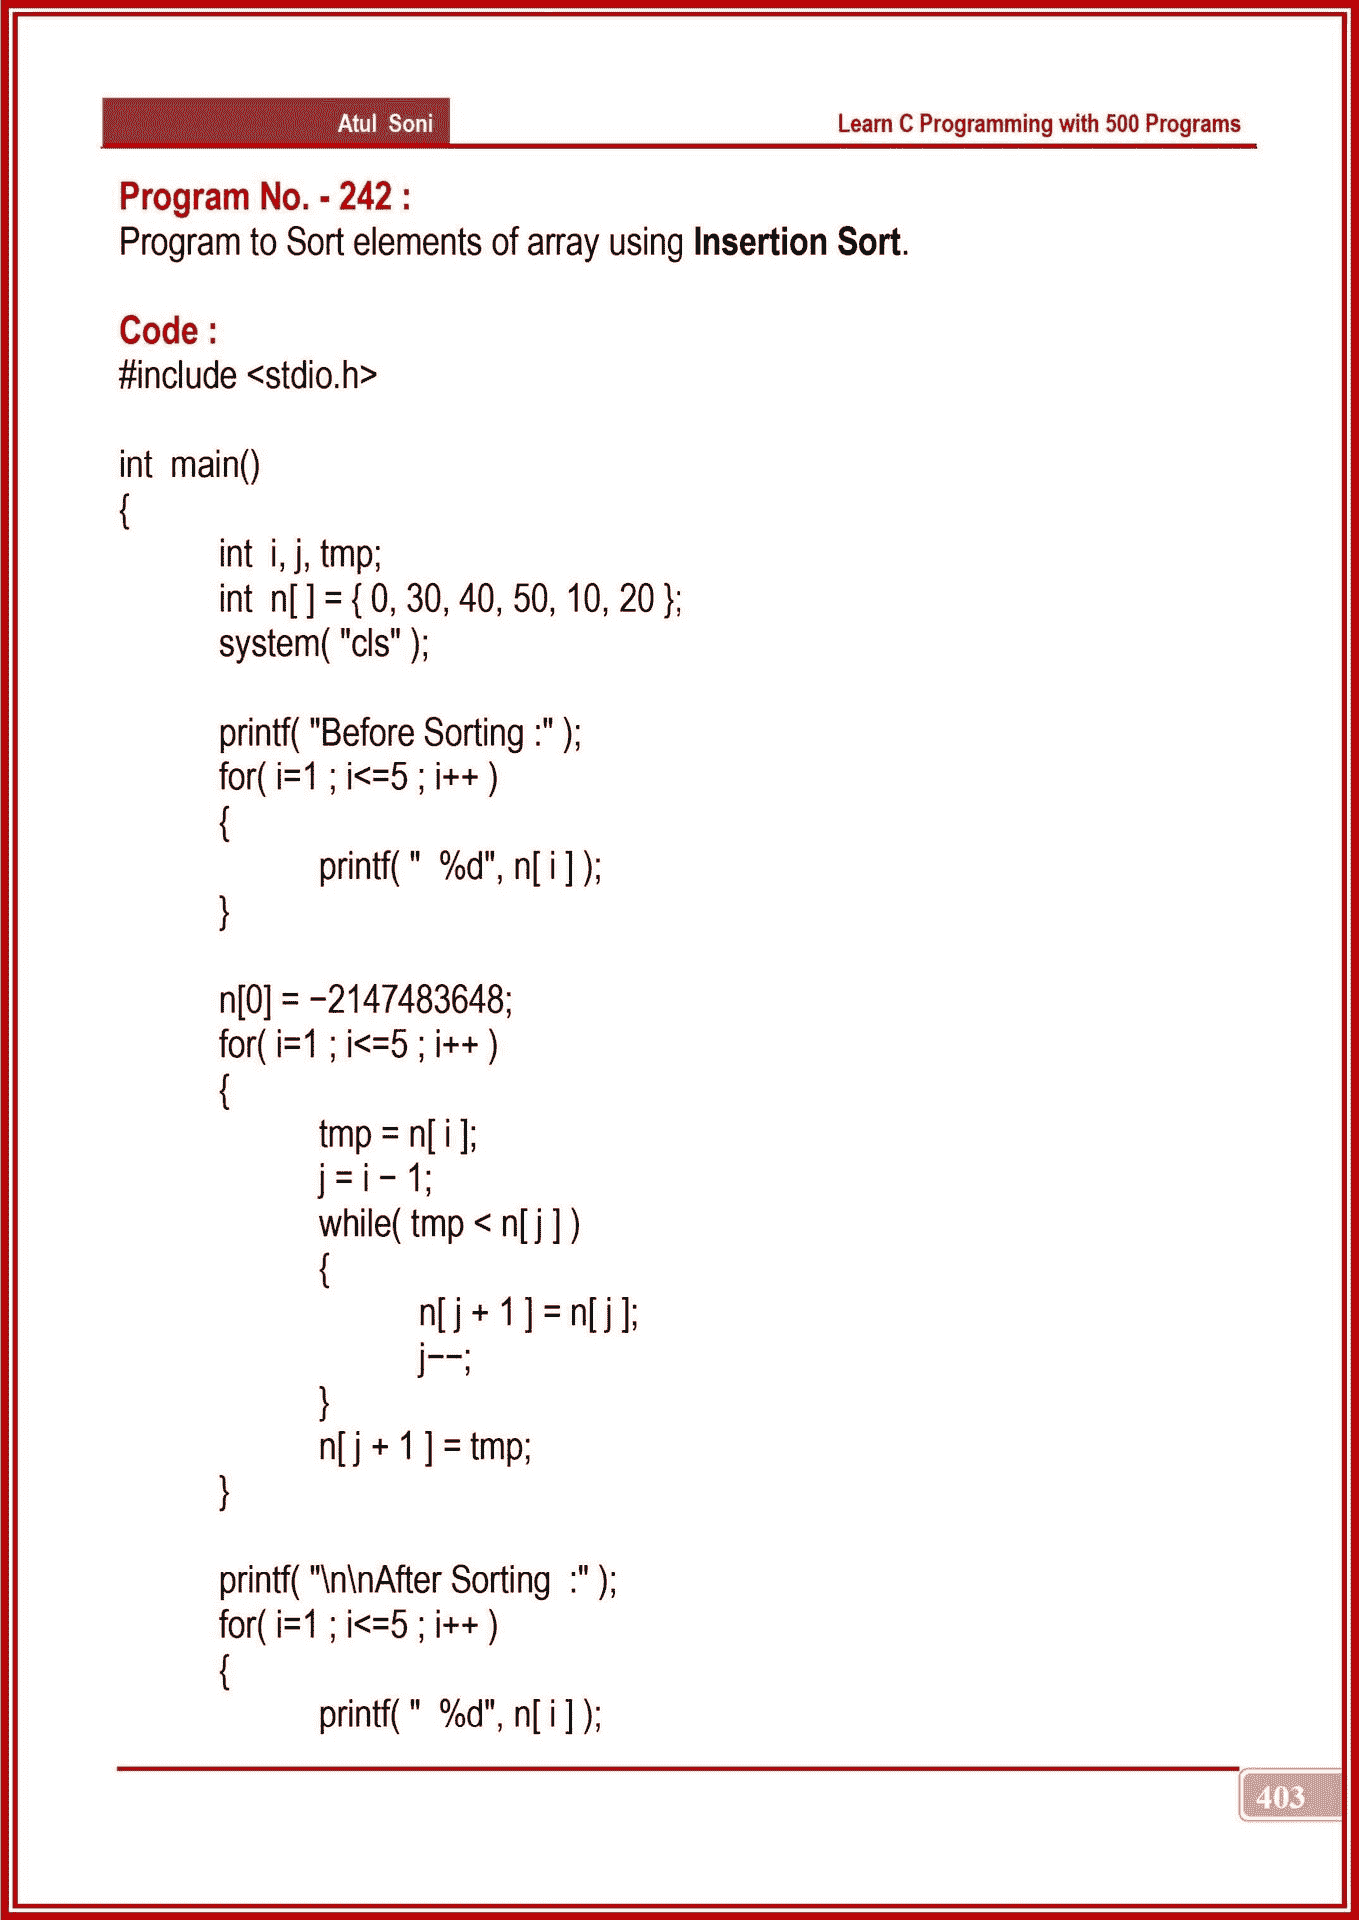 Atul  Soni
Learn C Programming with 500 Programs
Program No. - 242 :
Program to Sort elements of array using Insertion Sort.
Code :
#include <stdio.h>
int  main()
{
int  i, j, tmp;
int  n[ ] = { 0, 30, 40, 50, 10, 20 };
system( "cls" );
printf( "Before Sorting :" );
for( i=1 ; i<=5 ; i++ )
{
printf( "  %d", n[ i ] );
}
n[0] = −2147483648;
for( i=1 ; i<=5 ; i++ )
{
tmp = n[ i ];
j = i − 1;
while( tmp < n[ j ] )
{
n[ j + 1 ] = n[ j ];
j−−;
}
n[ j + 1 ] = tmp;
}
printf( "\n\nAfter Sorting  :" );
for( i=1 ; i<=5 ; i++ )
{
printf( "  %d", n[ i ] );
403